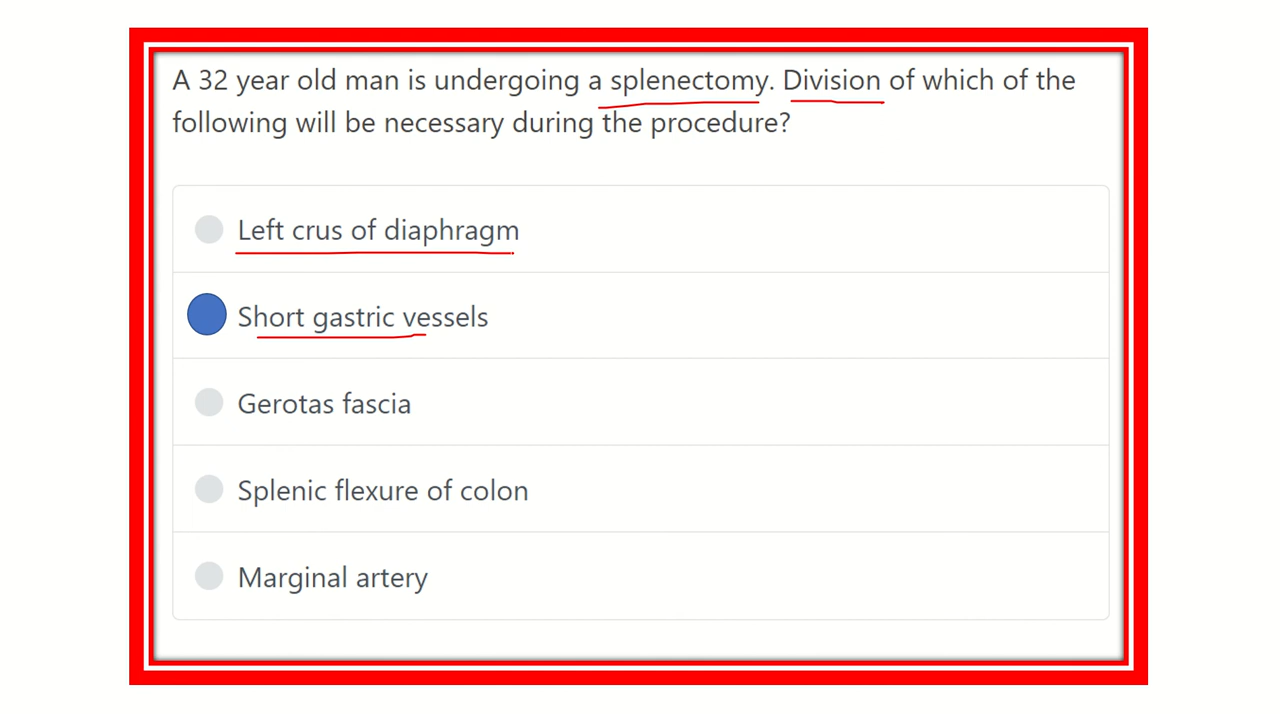 A 32 year old man is undergoing a splenectomy. Division of which of the
following will be necessary during the procedure?
Left crus of diaphragm
Short gastric vessels
Gerotas fascia
Splenic flexure of colon
Marginal artery